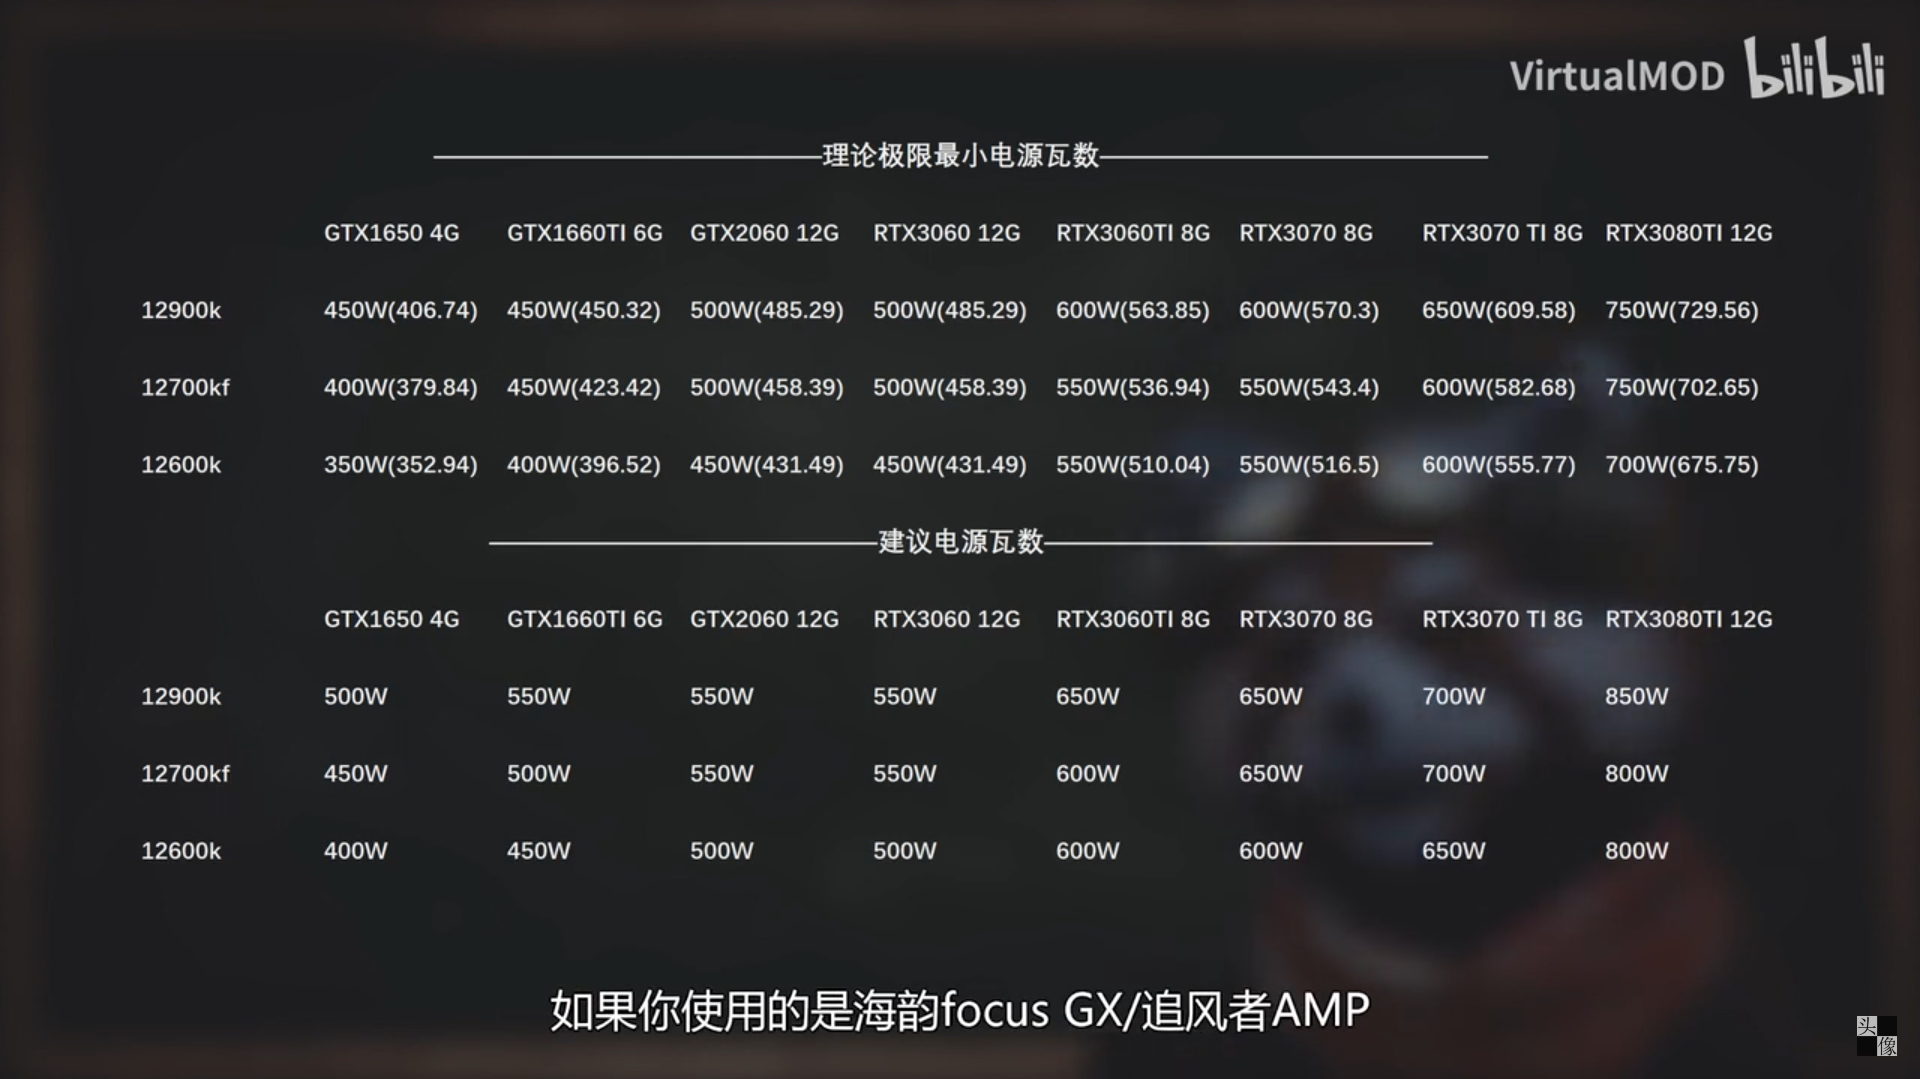 VirtualMOD bilibili
理论极限最小电源瓦数
GTX1650 4G GTX1660TI 6G GTX2060 12G RTX3060 12G RTX3060TI 8G RTX3070 8G RTX3070 TI 8G RTX3080TI 12G
12900k 450W(406.74) 450W(450.32) 500W(485.29) 500W(485.29) 600W(563.85) 600W(570.3) 650W(609.58) 750W(729.56)
12700kf 400W(379.84) 450W(423.42) 500W(458.39) 500W(458.39) 550W(536.94) 550W(543.4) 600W(582.68) 750W(702.65)
12600k 350W(352.94) 400W(396.52) 450W(431.49) 450W(431.49) 550W(510.04) 550W(516.5) 600W(555.77) 700W(675.75)
建议电源瓦数
GTX1650 4G GTX1660TI 6G GTX2060 12G RTX3060 12G RTX3060TI 8G RTX3070 8G RTX3070 TI 8G RTX3080TI 12G
12900k 500W 550W 550W 550W 650W 650W 700W 850W
12700kf 450W 500W 550W 550W 600W 650W 700W 800W
12600k 400W 450W 500W 500W 600W 600W 650W 800W
如果你使用的是海韵focus GX/追风者AMP
头
像